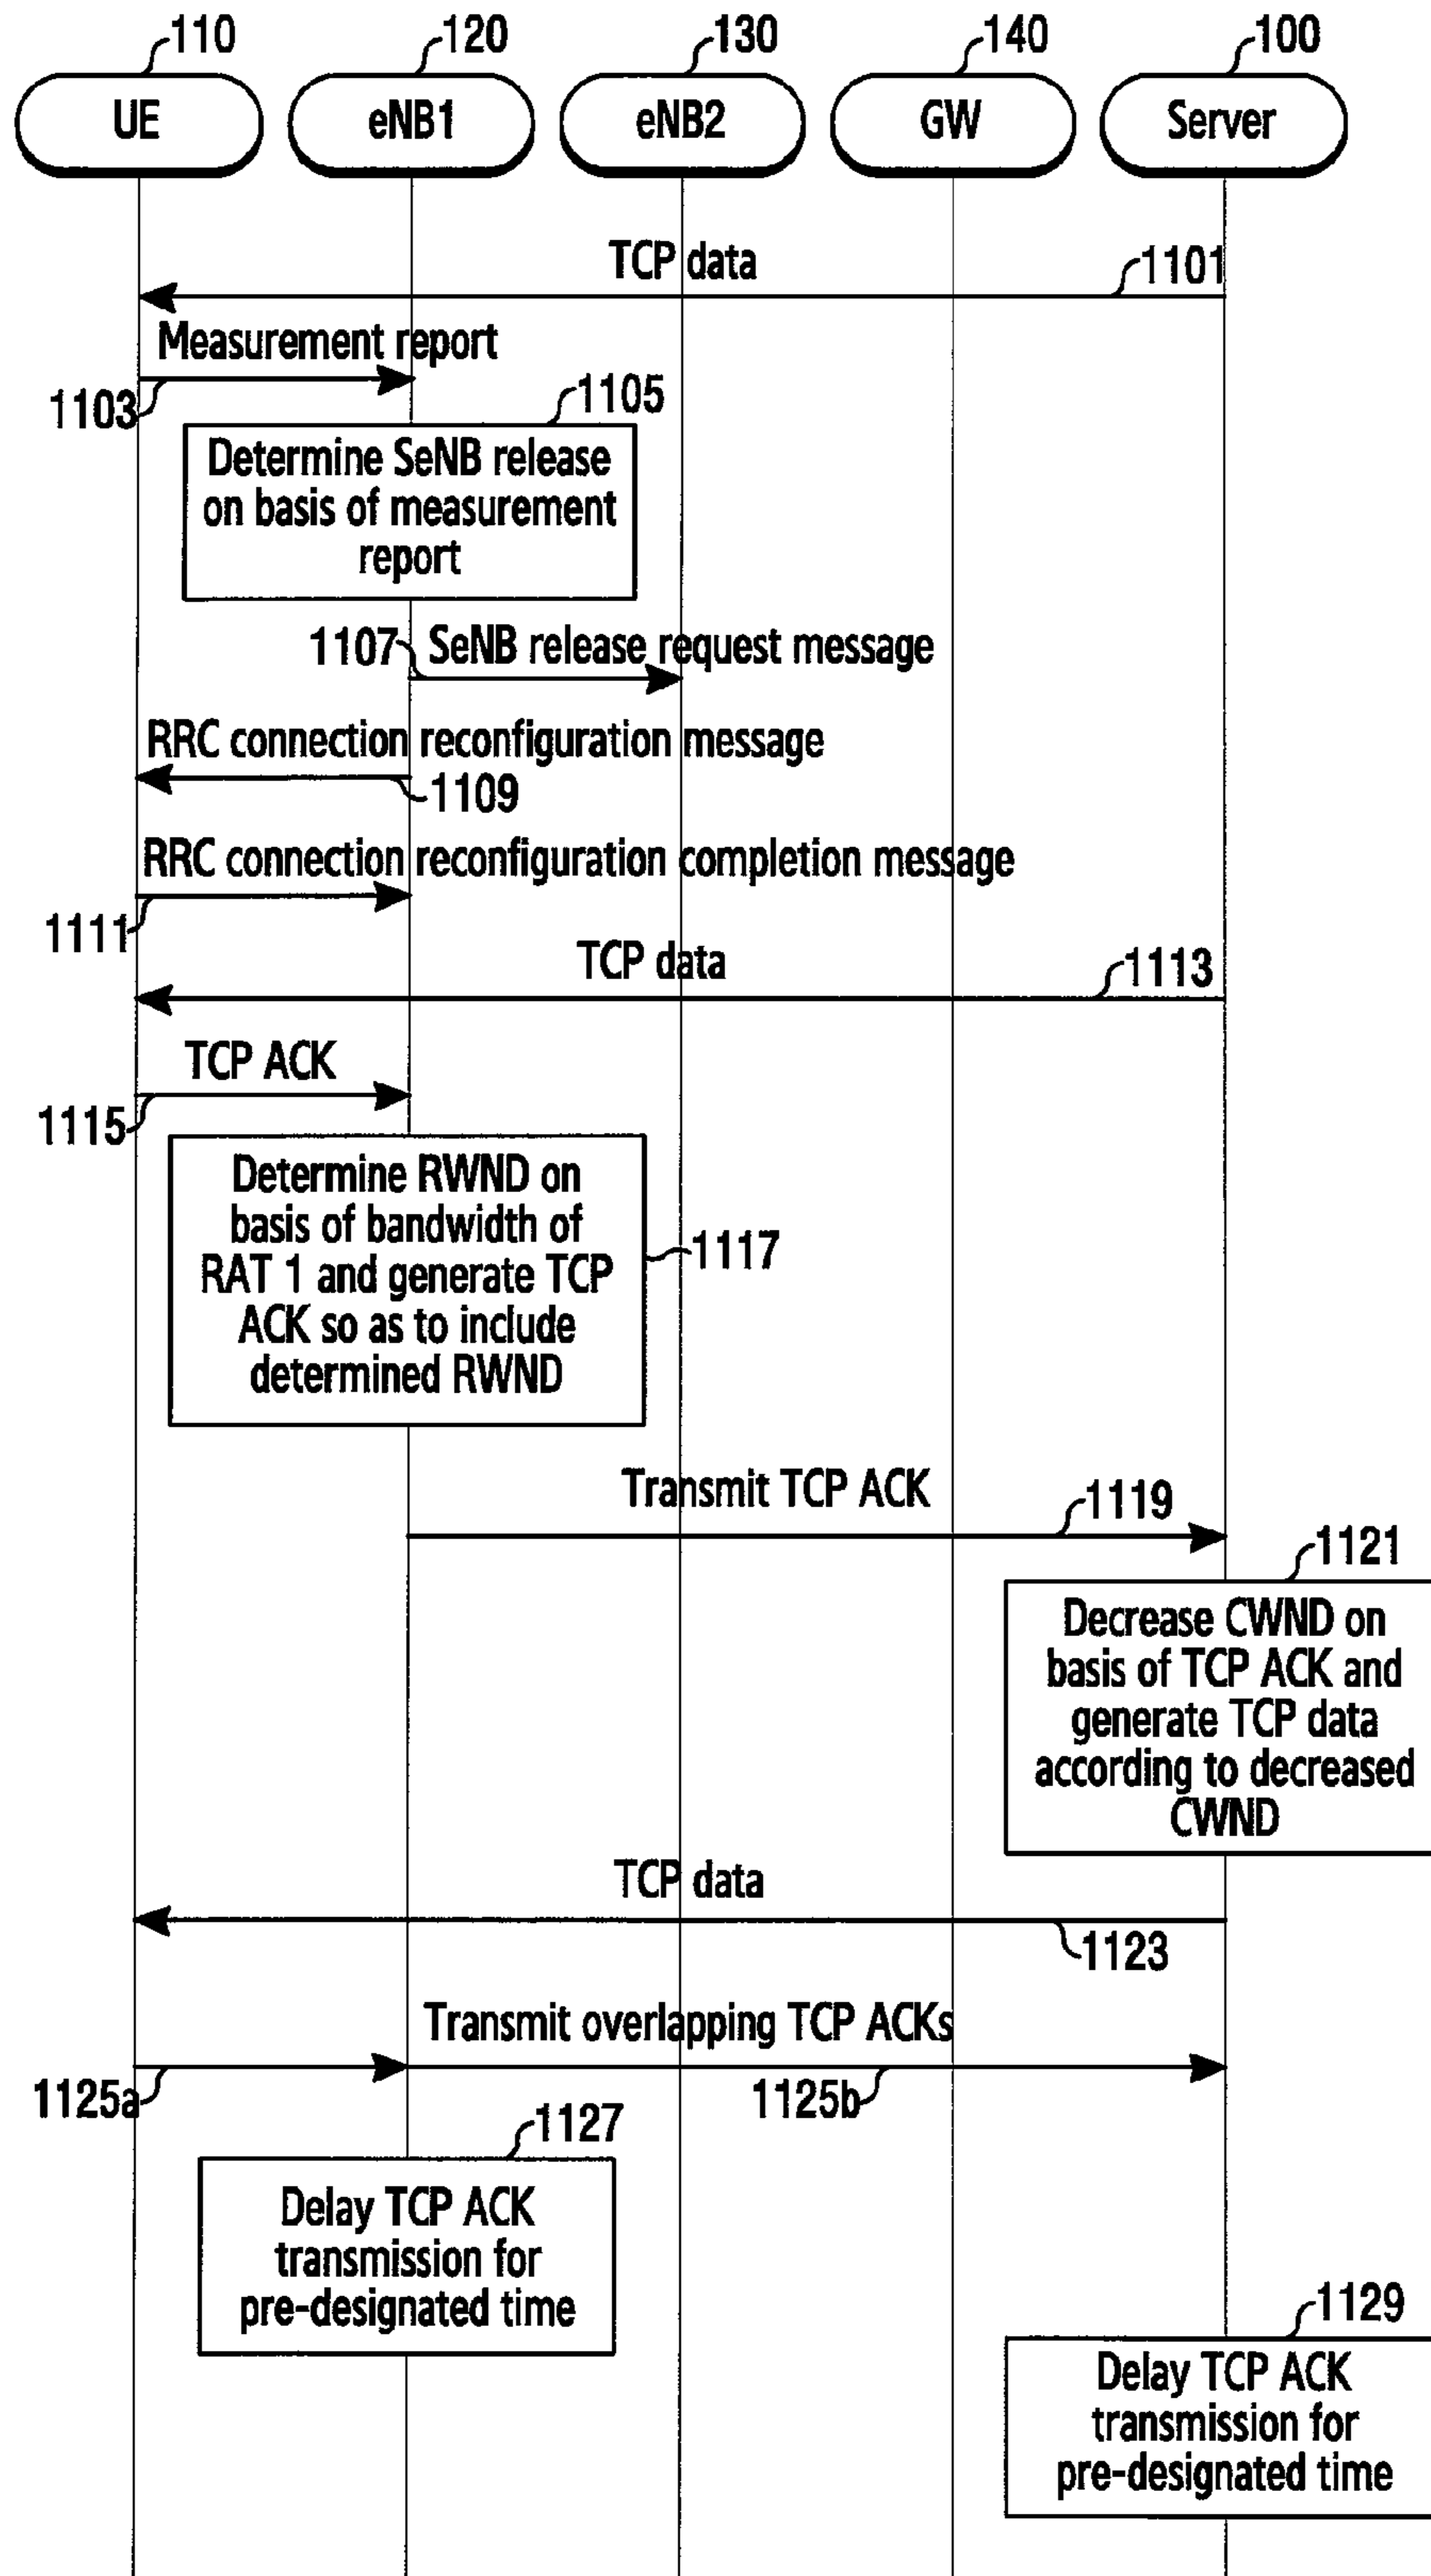 110
120
130
140
100
UE
eNB1
eNB2
GW
Server
TCP data
1101
Measurement report
1103
1105
Determine SeNB release
on basis of measurement
report
1107
SeNB release request message
RRC connection reconfiguration message
1109
RRC connection reconfiguration completion message
1111
TCP data
1113
TCP ACK
1115
Determine RWND on
basis of bandwidth of
RAT 1 and generate TCP
ACK so as to include
determined RWND
1117
Transmit TCP ACK
1119
1121
Decrease CWND on
basis of TCP ACK and
generate TCP data
according to decreased
CWND
TCP data
1123
Transmit overlapping TCP ACKs
1125a
1125b
1127
Delay TCP ACK
transmission for
pre-designated time
1129
Delay TCP ACK
transmission for
pre-designated time